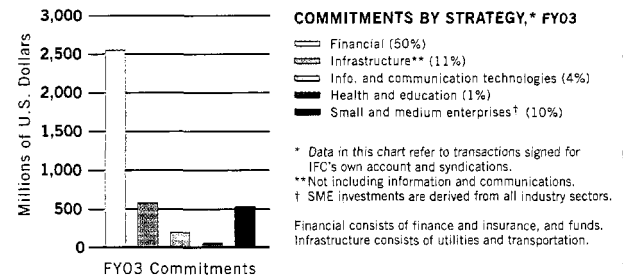 3,000
2,500
2,000
1,500
1,000
500
0
Millions of U.S. Dollars
FY03 Commitments
COMMITMENTS BY STRATEGY,* FY03
Financial (50%)
Infrastructure** (11%)
Info. and communication technologies (4%)
Health and education (1%)
Small and medium enterprises† (10%)
* Data in this chart refer to transactions signed for
IFC's own account and syndications.
**Not including information and communications.
† SME investments are derived from all industry sectors.
Financial consists of finance and insurance, and funds.
Infrastructure consists of utilities and transportation.